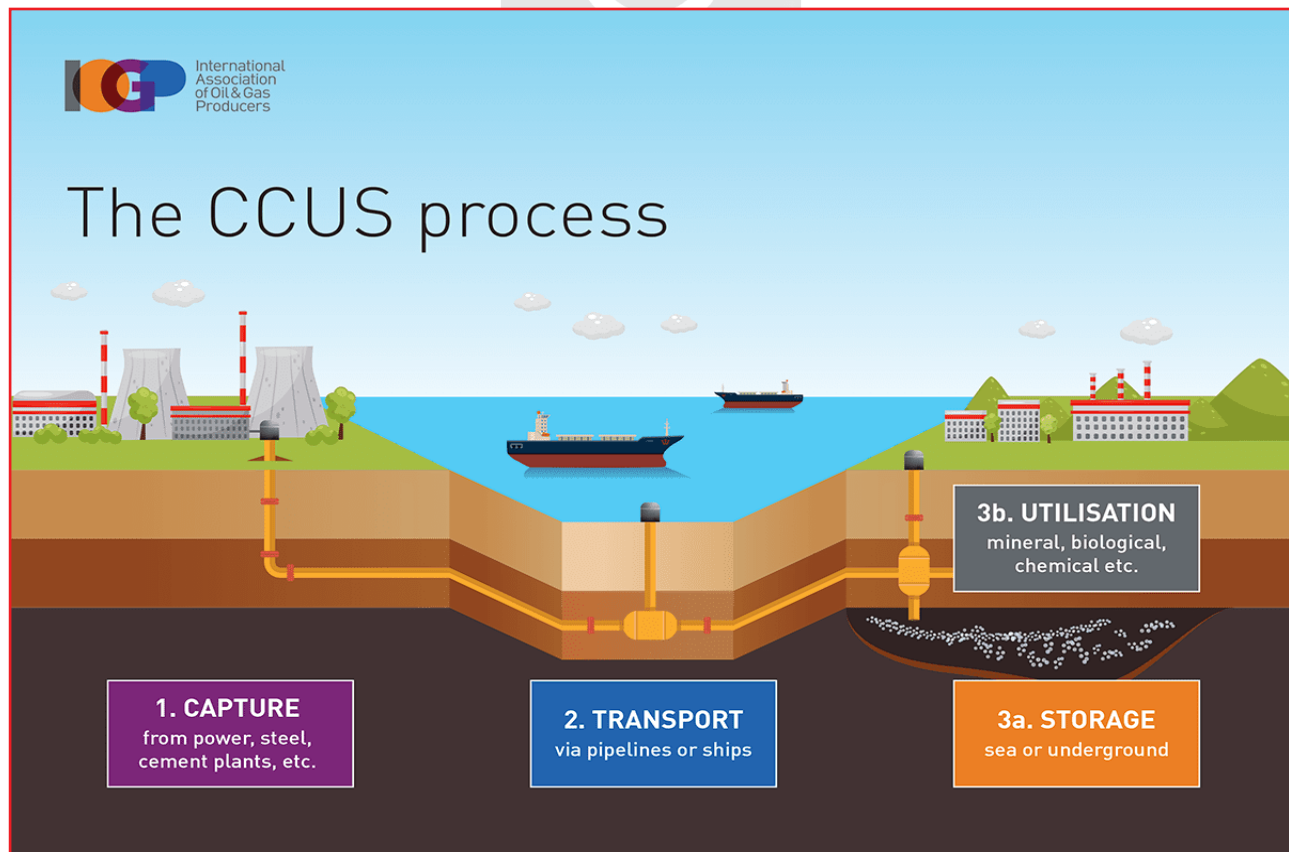 IOGP
International
Association
of Oil & Gas
Producers
The CCUS process
3b. UTILISATION
mineral, biological,
chemical etc.
1. CAPTURE
from power, steel,
cement plants, etc.
2. TRANSPORT
via pipelines or ships
3a. STORAGE
sea or underground